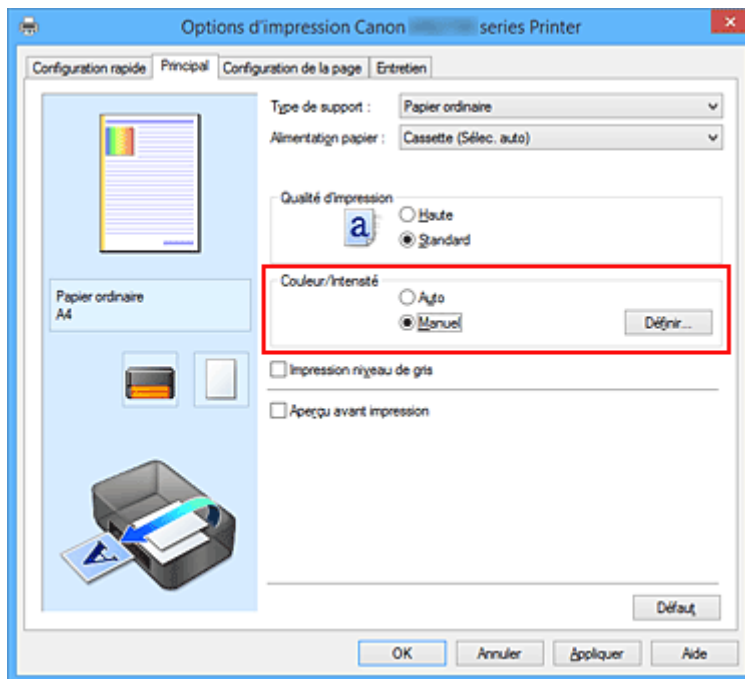 Options d'impression Canon series Printer
Configuration rapide Principal Configuration de la page Entretien
Type de support : Papier ordinaire
Alimentation papier : Cassette (Sélec. auto)
Qualité d'impression
a
Haute
Standard
Couleur/Intensité
Auto
Manuel Définir...
Papier ordinaire
A4
Impression niveau de gris
Aperçu avant impression
A
Défaut
OK Annuler Appliquer Aide